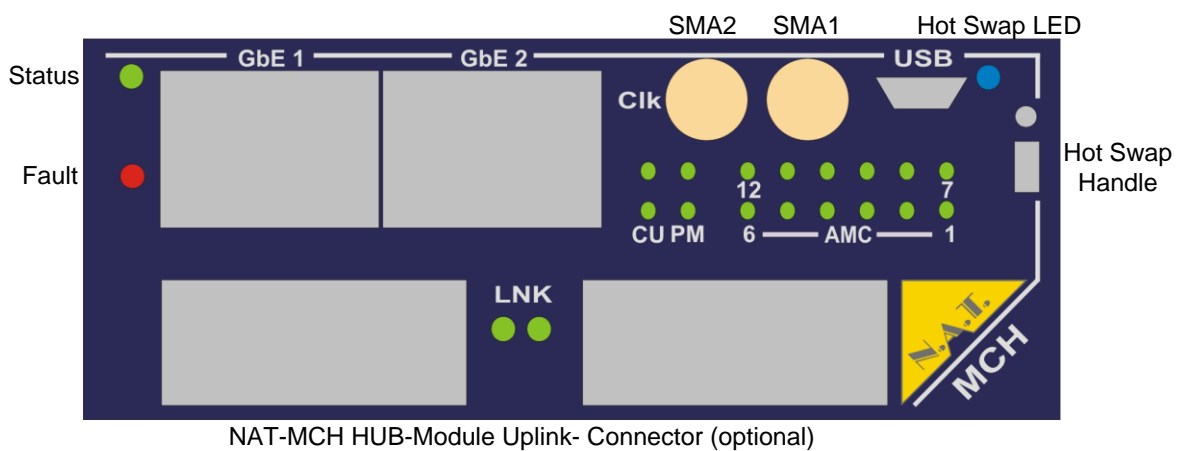 SMA2 SMA1 Hot Swap LED
GbE 1 GbE 2 USB
Status
Clk
Fault
Hot Swap
Handle
12 7
CU PM 6 AMC 1
LNK
N.A.T.
MCH
NAT-MCH HUB-Module Uplink- Connector (optional)